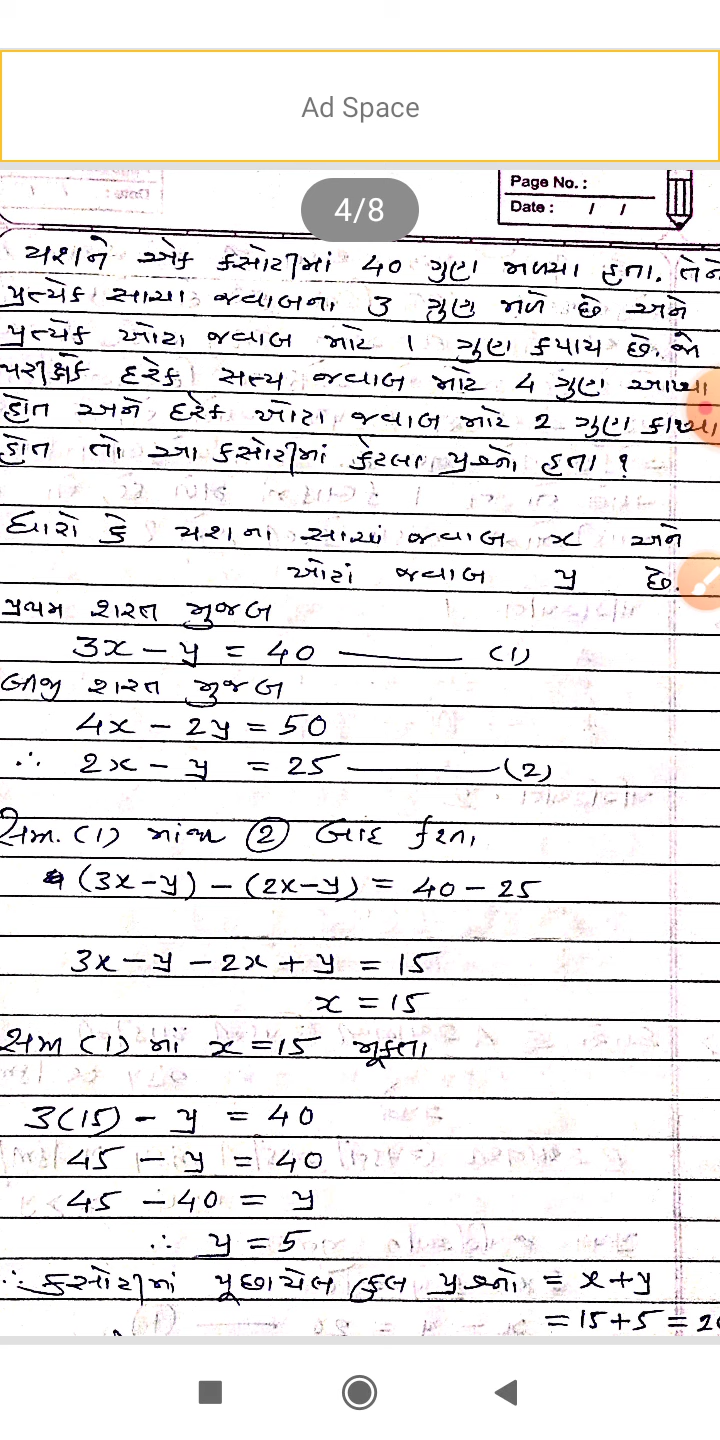 Ad Space
Page No. :
4/8
Date : / /
યશને એક કસોટીમાં 40 ગુણ મળ્યા હતા. તેને
પ્રત્યેક સાચા જવાબના 3 ગુણ મળે છે અને
પ્રત્યેક ખોટા જવાબ માટે 1 ગુણ કપાય છે. જો
પરીક્ષકે દરેક સત્ય જવાબ માટે 4 ગુણ આપ્યા
હોત અને દરેક ખોટા જવાબ માટે 2 ગુણ કાપ્યા
હોત તો આ કસોટીમાં કેટલા પ્રશ્નો હતા ?
ધારો કે યશના સાચાં જવાબ x અને
ખોટાં જવાબ y છે.
પ્રથમ શરત મુજબ
3x - y = 40 ——— (1)
બીજી શરત મુજબ
4x - 2y = 50
∴ 2x - y = 25 ——— (2)
સમ. (1) માંથી ② બાદ કરતા
(3x-y) - (2x-y) = 40 - 25
3x - y - 2x + y = 15
x = 15
સમ (1) માં x = 15 મૂકતા
3(15) - y = 40
45 - y = 40
45 - 40 = y
∴ y = 5
∴ કસોટીમાં પૂછાયેલ કુલ પ્રશ્નો = x+y
= 15 + 5 = 20